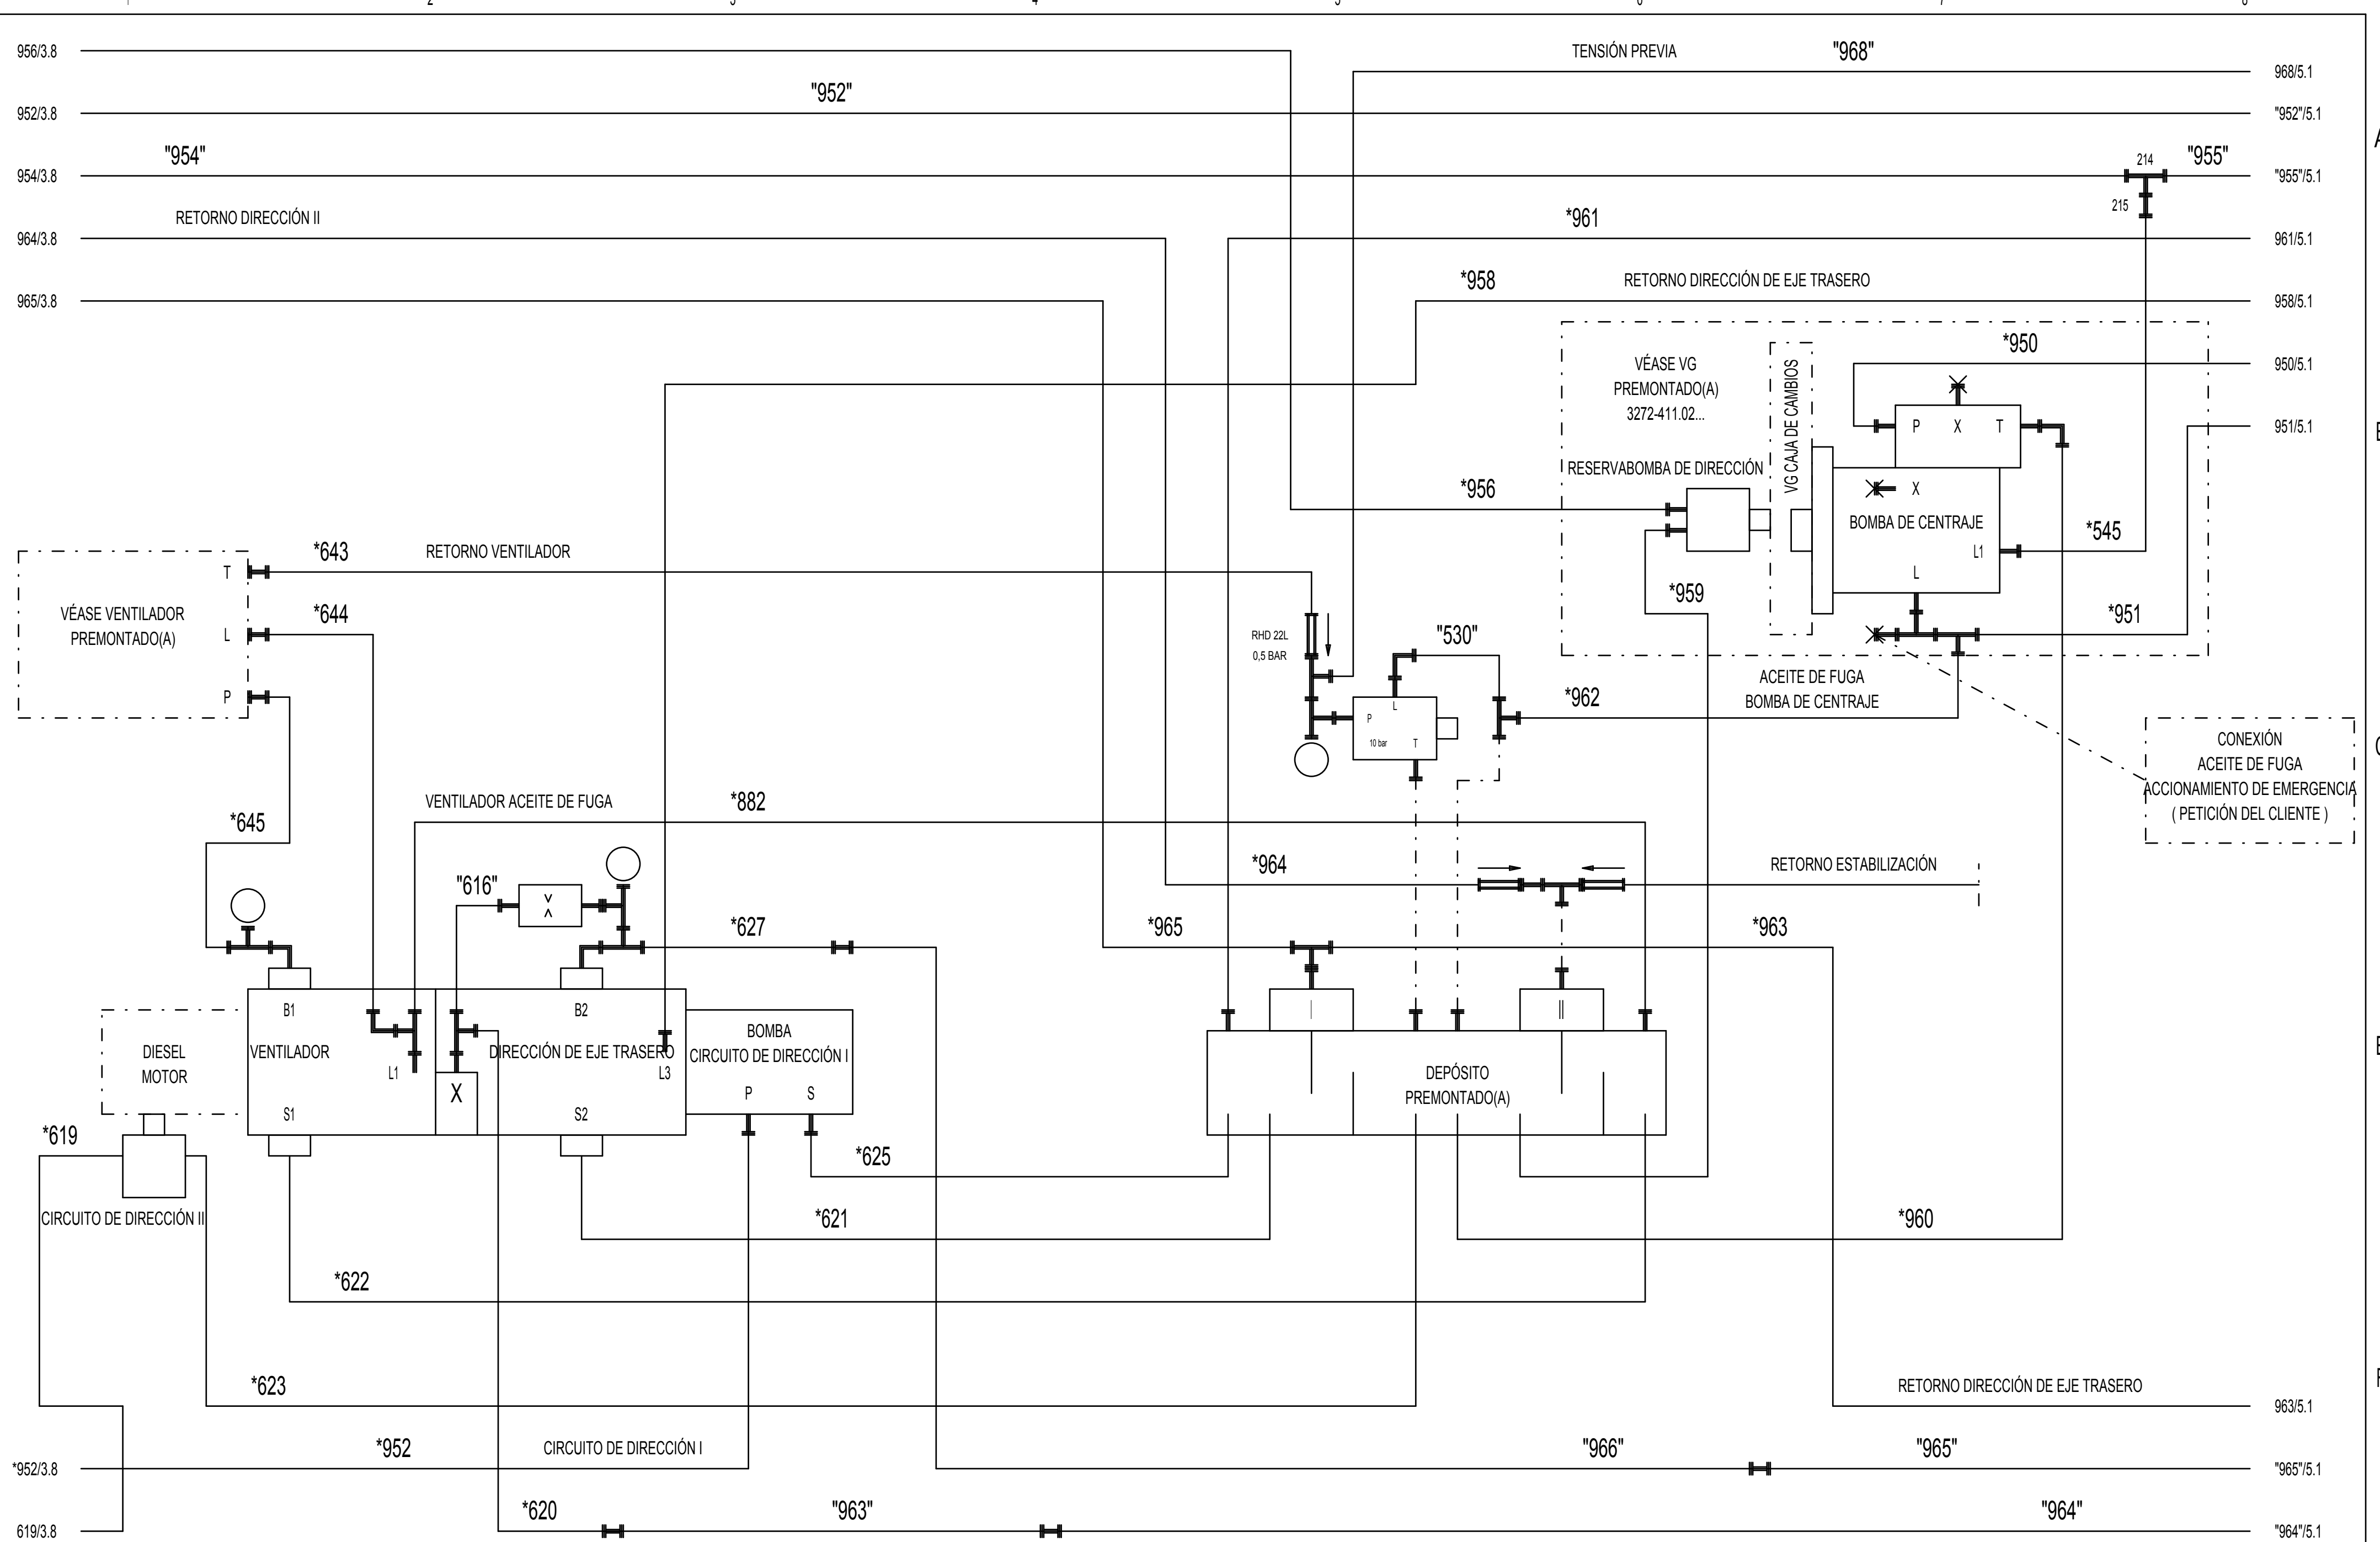 956/3.8
TENSIÓN PREVIA
"968"
968/5.1
952/3.8
"952"
"952"/5.1
"954"
214
"955"
954/3.8
"955"/5.1
RETORNO DIRECCIÓN II
*961
215
964/3.8
961/5.1
*958
RETORNO DIRECCIÓN DE EJE TRASERO
965/3.8
958/5.1
VÉASE VG
PREMONTADO(A)
3272-411.02...
VG CAJA DE CAMBIOS
*950
950/5.1
P
X
T
951/5.1
RESERVABOMBA DE DIRECCIÓN
*956
X
BOMBA DE CENTRAJE
*545
L1
L
*643
RETORNO VENTILADOR
T
*644
VÉASE VENTILADOR
PREMONTADO(A)
L
P
*959
*951
RHD 22L
0,5 BAR
"530"
L
P
10 bar
T
*962
ACEITE DE FUGA
BOMBA DE CENTRAJE
CONEXIÓN
ACEITE DE FUGA
ACCIONAMIENTO DE EMERGENCIA
( PETICIÓN DEL CLIENTE )
*645
VENTILADOR ACEITE DE FUGA
*882
"616"
*964
RETORNO ESTABILIZACIÓN
*627
*965
*963
B1
B2
I
II
DIESEL
MOTOR
VENTILADOR
L1
X
DIRECCIÓN DE EJE TRASERO
L3
BOMBA
CIRCUITO DE DIRECCIÓN I
P
S
DEPÓSITO
PREMONTADO(A)
S1
S2
*619
*625
CIRCUITO DE DIRECCIÓN II
*621
*960
*622
*623
RETORNO DIRECCIÓN DE EJE TRASERO
963/5.1
*952
CIRCUITO DE DIRECCIÓN I
"966"
"965"
*952/3.8
"965"/5.1
*620
"963"
"964"
619/3.8
"964"/5.1